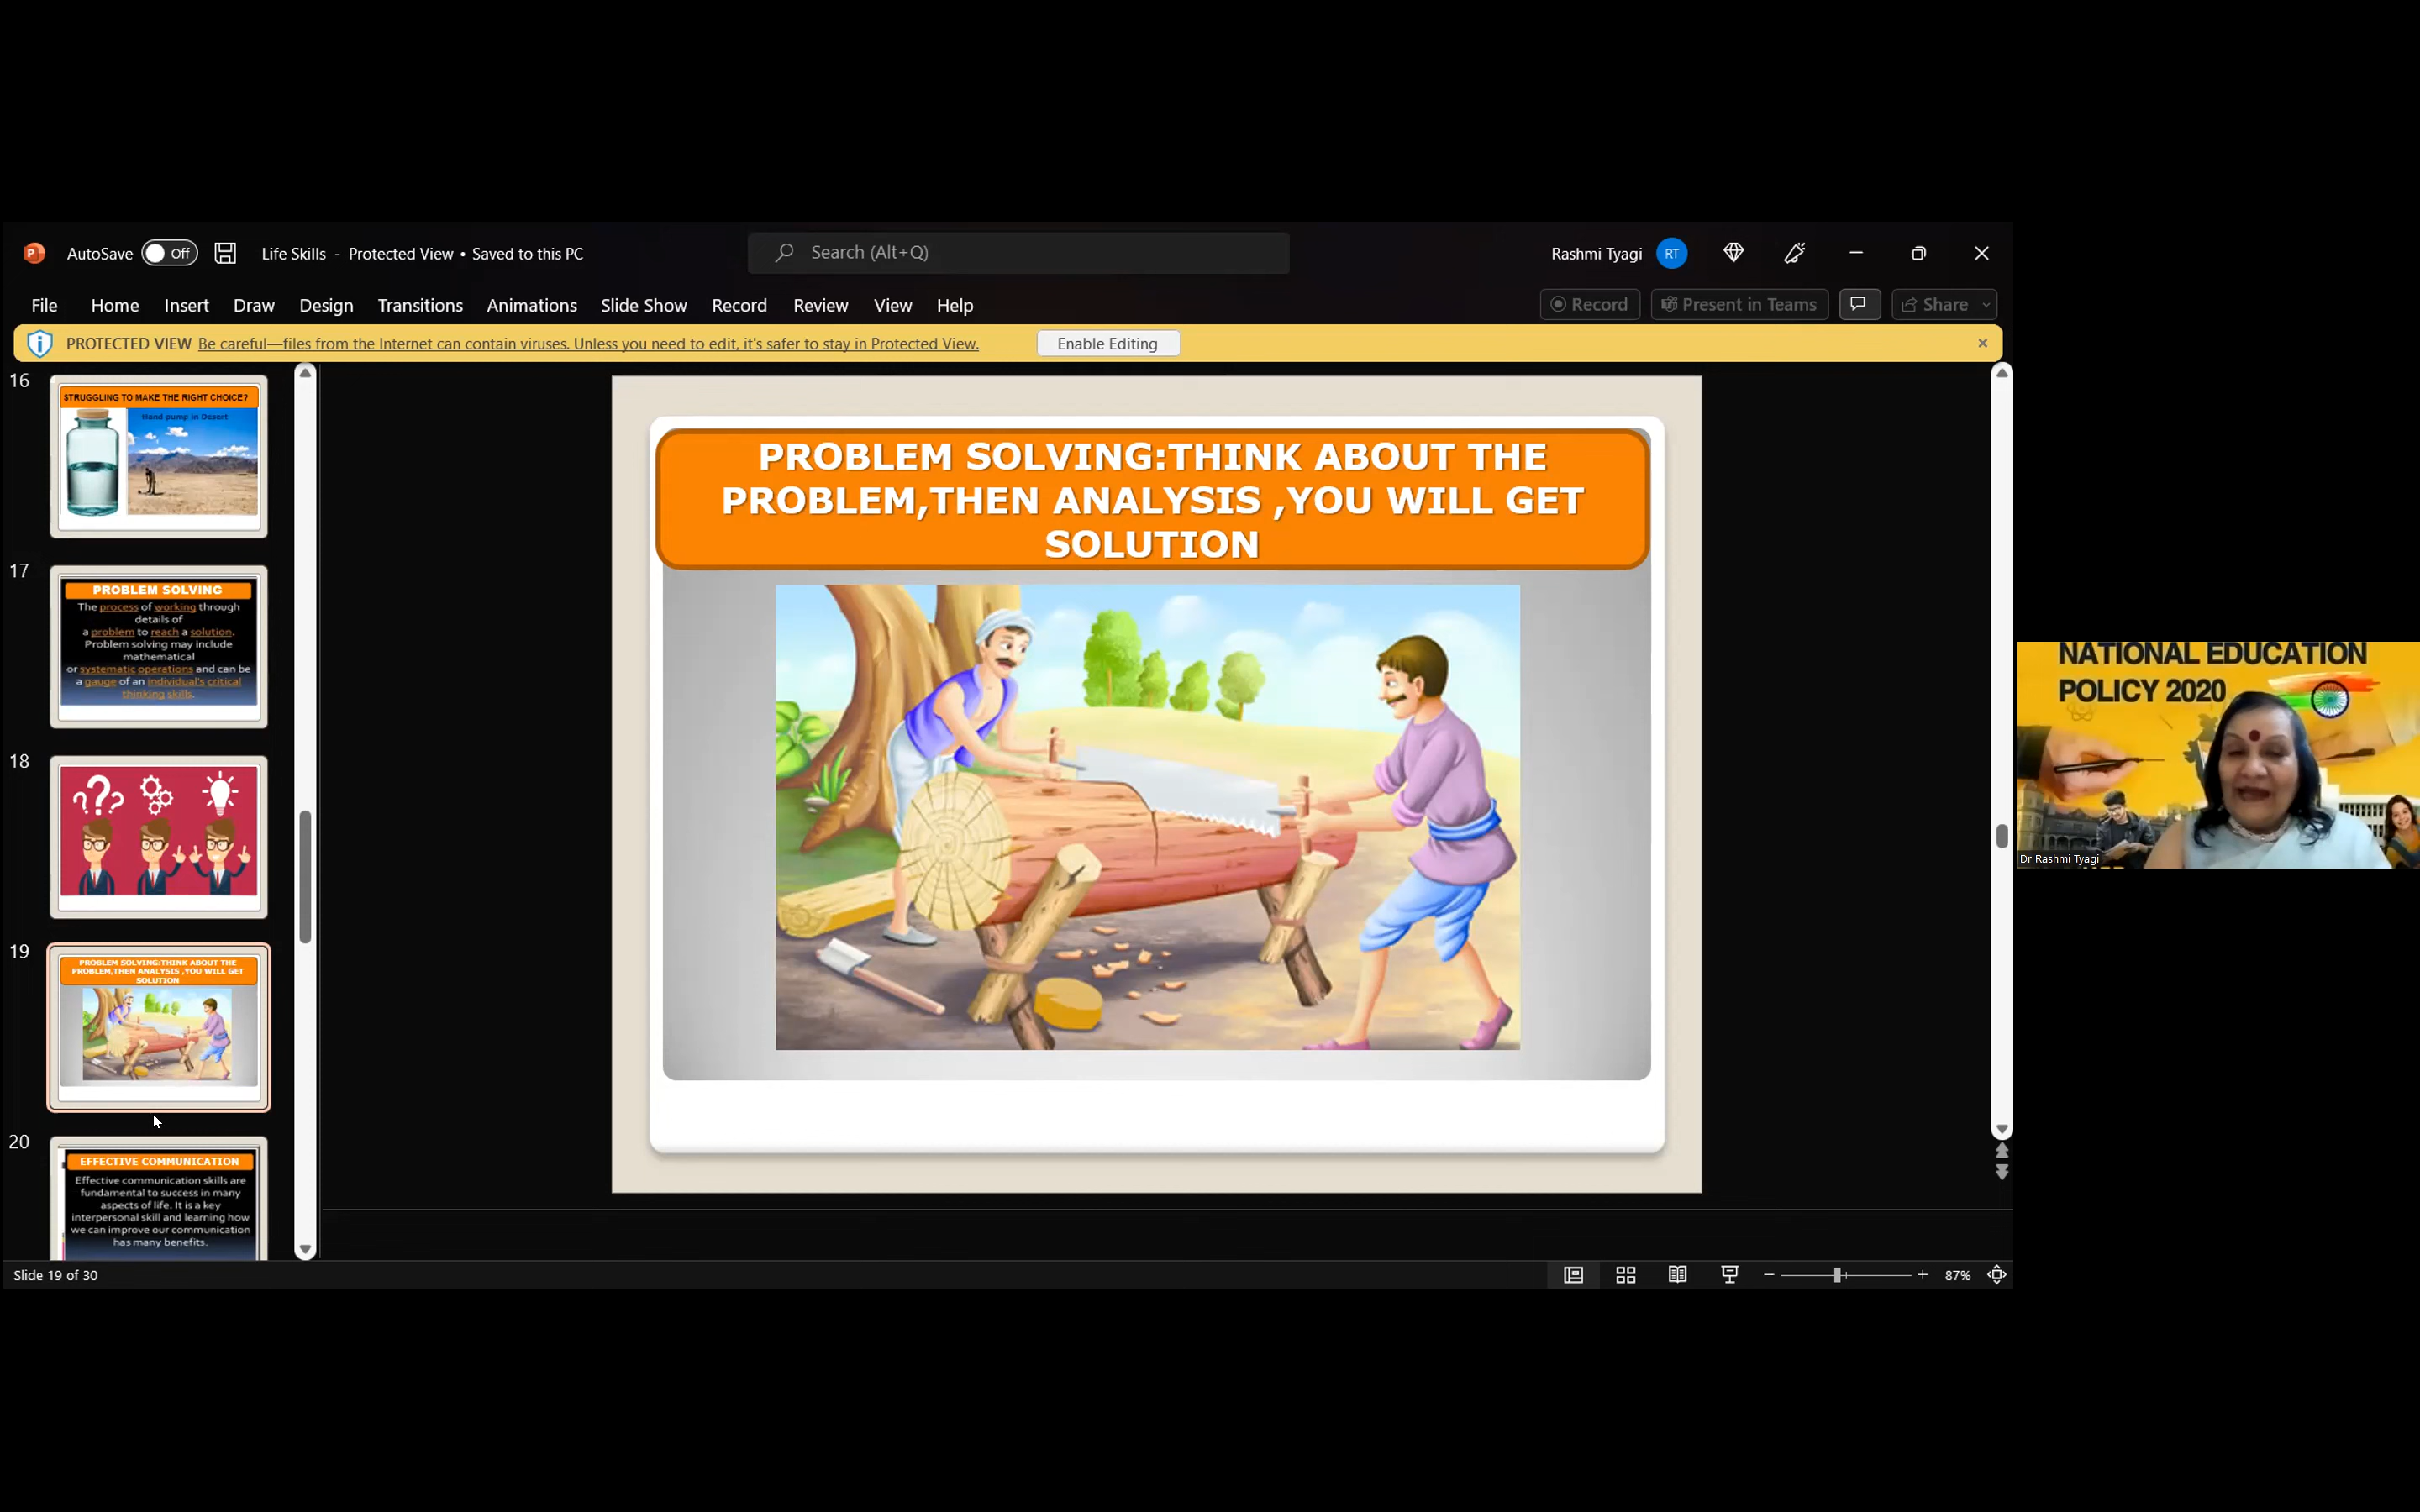 AutoSave Off Life Skills - Protected View • Saved to this PC Search (Alt+Q) Rashmi Tyagi RT
File Home Insert Draw Design Transitions Animations Slide Show Record Review View Help Record Present in Teams Share
PROTECTED VIEW Be careful—files from the Internet can contain viruses. Unless you need to edit, it's safer to stay in Protected View. Enable Editing
16
STRUGGLING TO MAKE THE RIGHT CHOICE?
Hand pump in Desert
17
PROBLEM SOLVING
The process of working through
details of
a problem to reach a solution.
Problem solving may include
mathematical
or systematic operations and can be
a gauge of an individual's critical
thinking skills.
18
19
PROBLEM SOLVING:THINK ABOUT THE
PROBLEM,THEN ANALYSIS ,YOU WILL GET
SOLUTION
20
EFFECTIVE COMMUNICATION
Effective communication skills are
fundamental to success in many
aspects of life. It is a key
interpersonal skill and learning how
we can improve our communication
has many benefits.
PROBLEM SOLVING:THINK ABOUT THE
PROBLEM,THEN ANALYSIS ,YOU WILL GET
SOLUTION
NATIONAL EDUCATION
POLICY 2020
Dr Rashmi Tyagi
Slide 19 of 30 87%